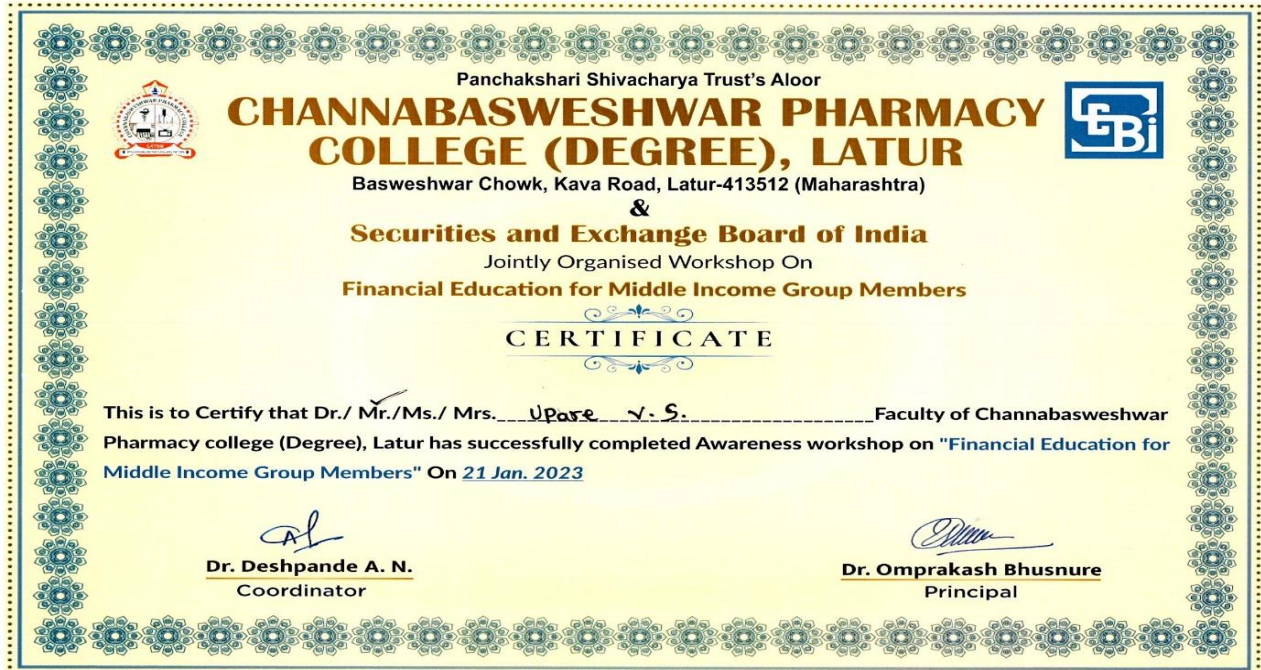 Panchakshari Shivacharya Trust's Aloor
CHANNABASWESHWAR PHARMACY
COLLEGE (DEGREE), LATUR
Basweshwar Chowk, Kava Road, Latur-413512 (Maharashtra)
&
Securities and Exchange Board of India
Jointly Organised Workshop On
Financial Education for Middle Income Group Members
CERTIFICATE
This is to Certify that Dr./ Mr./Ms./ Mrs. Upare V. S. Faculty of Channabasweshwar
Pharmacy college (Degree), Latur has successfully completed Awareness workshop on "Financial Education for
Middle Income Group Members" On 21 Jan. 2023
Dr. Deshpande A. N.
Coordinator
Dr. Omprakash Bhusnure
Principal
LATUR
SEBI